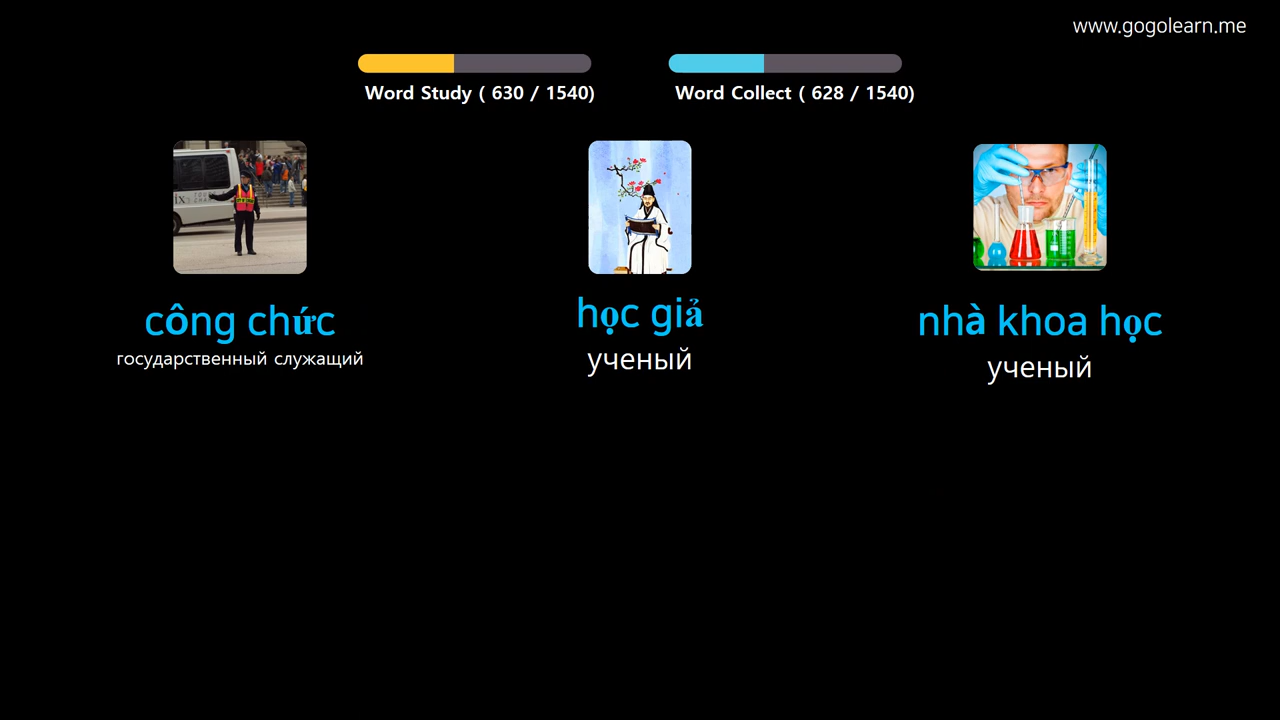 www.gogolearn.me
Word Study ( 630 / 1540)
Word Collect ( 628 / 1540)
công chức
государственный служащий
học giả
ученый
nhà khoa học
ученый